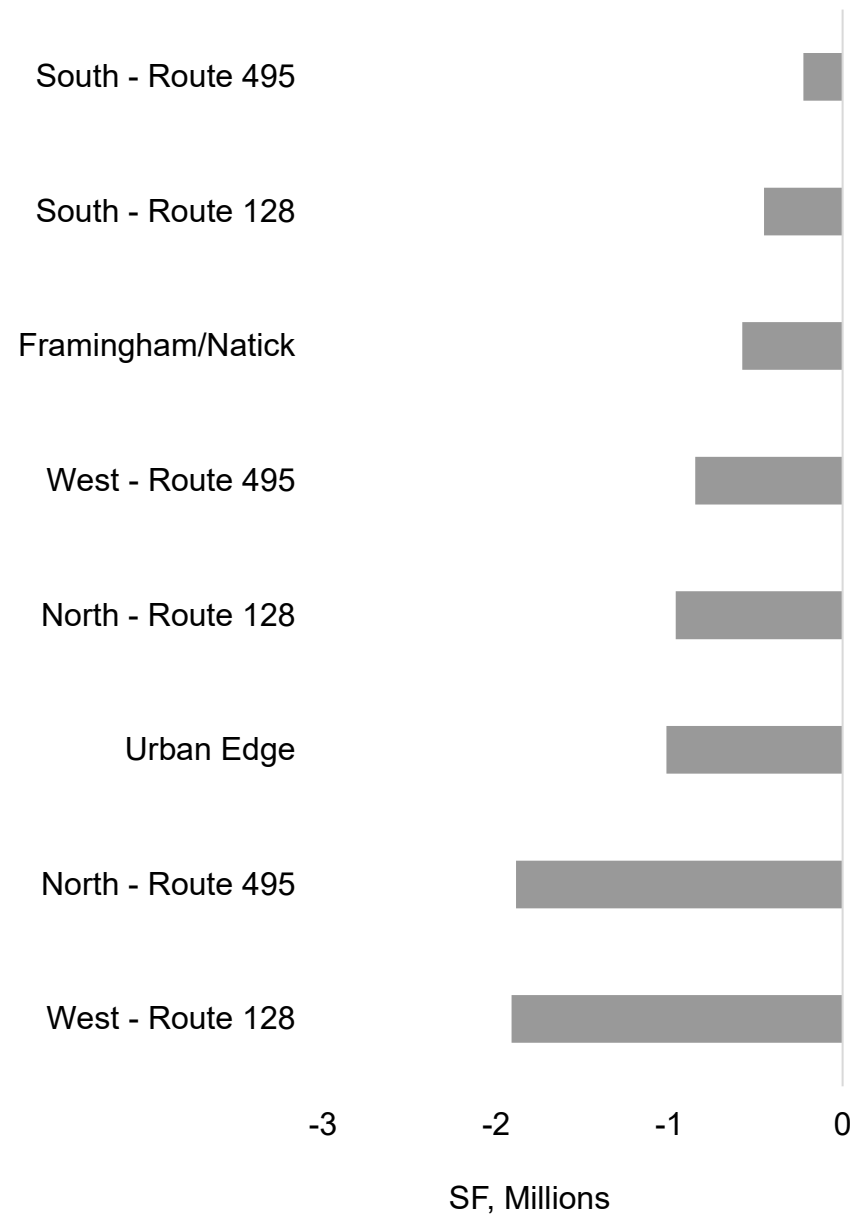 South - Route 495
South - Route 128
Framingham/Natick
West - Route 495
North - Route 128
Urban Edge
North - Route 495
West - Route 128
-3 -2 -1 0
SF, Millions